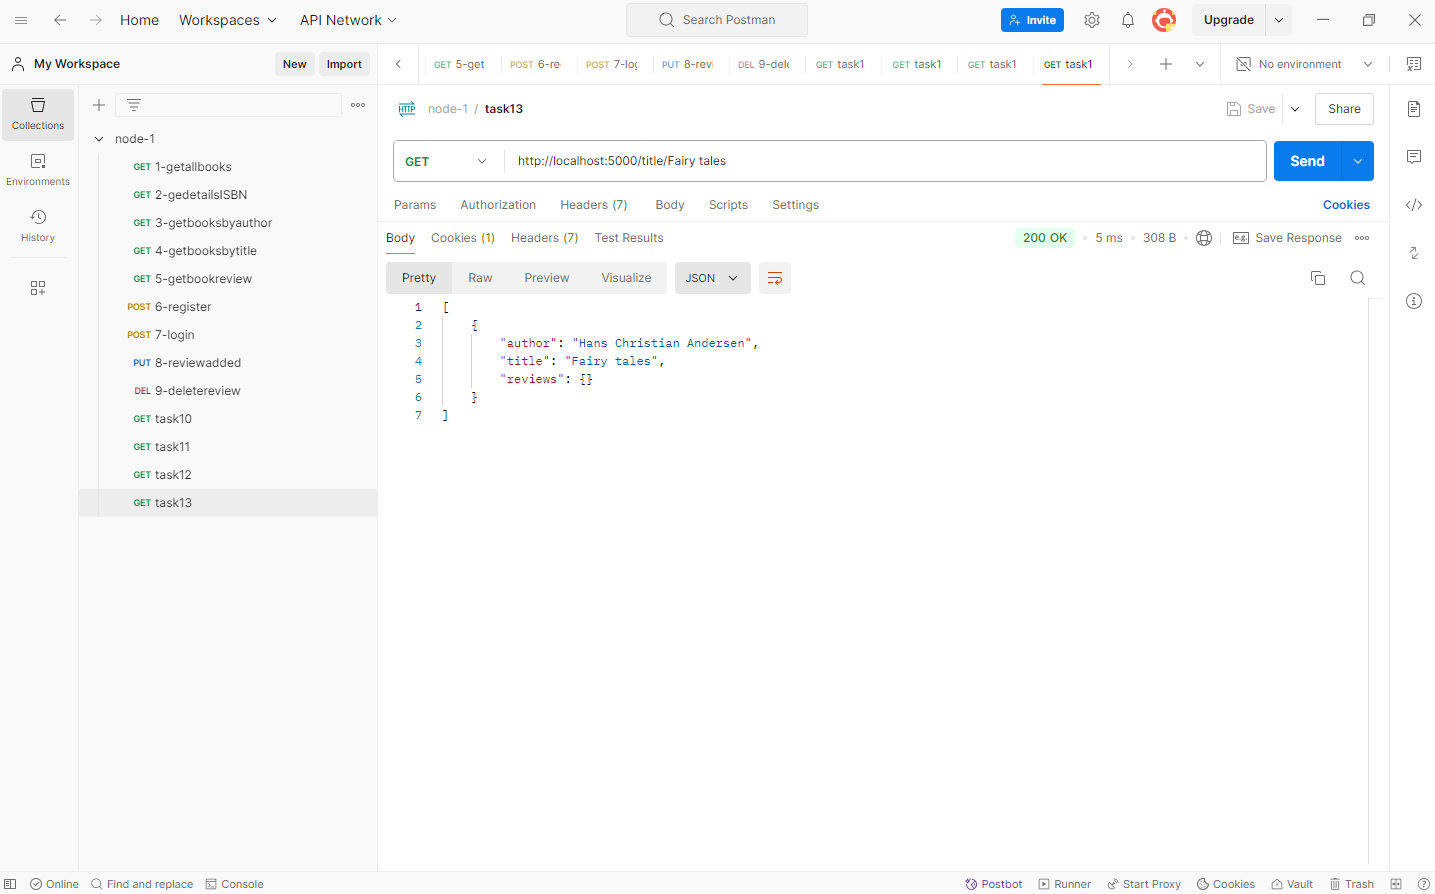 Home Workspaces API Network Search Postman Invite Upgrade
My Workspace New Import GET 5-get POST 6-re POST 7-log PUT 8-revi DEL 9-dele GET task1 GET task1 GET task1 GET task1 No environment
Collections
Environments
History
node-1
GET 1-getallbooks
GET 2-gedetailsISBN
GET 3-getbooksbyauthor
GET 4-getbooksbytitle
GET 5-getbookreview
POST 6-register
POST 7-login
PUT 8-reviewadded
DEL 9-deletereview
GET task10
GET task11
GET task12
GET task13
HTTP node-1 / task13 Save Share
GET http://localhost:5000/title/Fairy tales Send
Params Authorization Headers (7) Body Scripts Settings Cookies
Body Cookies (1) Headers (7) Test Results 200 OK • 5 ms • 308 B • e.g. Save Response
Pretty Raw Preview Visualize JSON
1 [
2 {
3 "author": "Hans Christian Andersen",
4 "title": "Fairy tales",
5 "reviews": {}
6 }
7 ]
Online Find and replace Console Postbot Runner Start Proxy Cookies Vault Trash